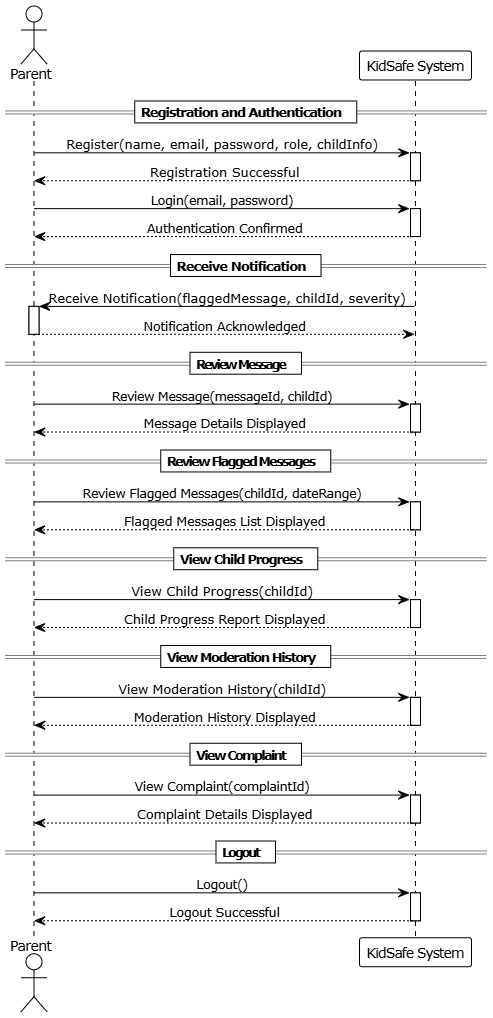 Parent
KidSafe System
Registration and Authentication
Register(name, email, password, role, childInfo)
Registration Successful
Login(email, password)
Authentication Confirmed
Receive Notification
Receive Notification(flaggedMessage, childId, severity)
Notification Acknowledged
Review Message
Review Message(messageId, childId)
Message Details Displayed
Review Flagged Messages
Review Flagged Messages(childId, dateRange)
Flagged Messages List Displayed
View Child Progress
View Child Progress(childId)
Child Progress Report Displayed
View Moderation History
View Moderation History(childId)
Moderation History Displayed
View Complaint
View Complaint(complaintId)
Complaint Details Displayed
Logout
Logout()
Logout Successful
Parent
KidSafe System